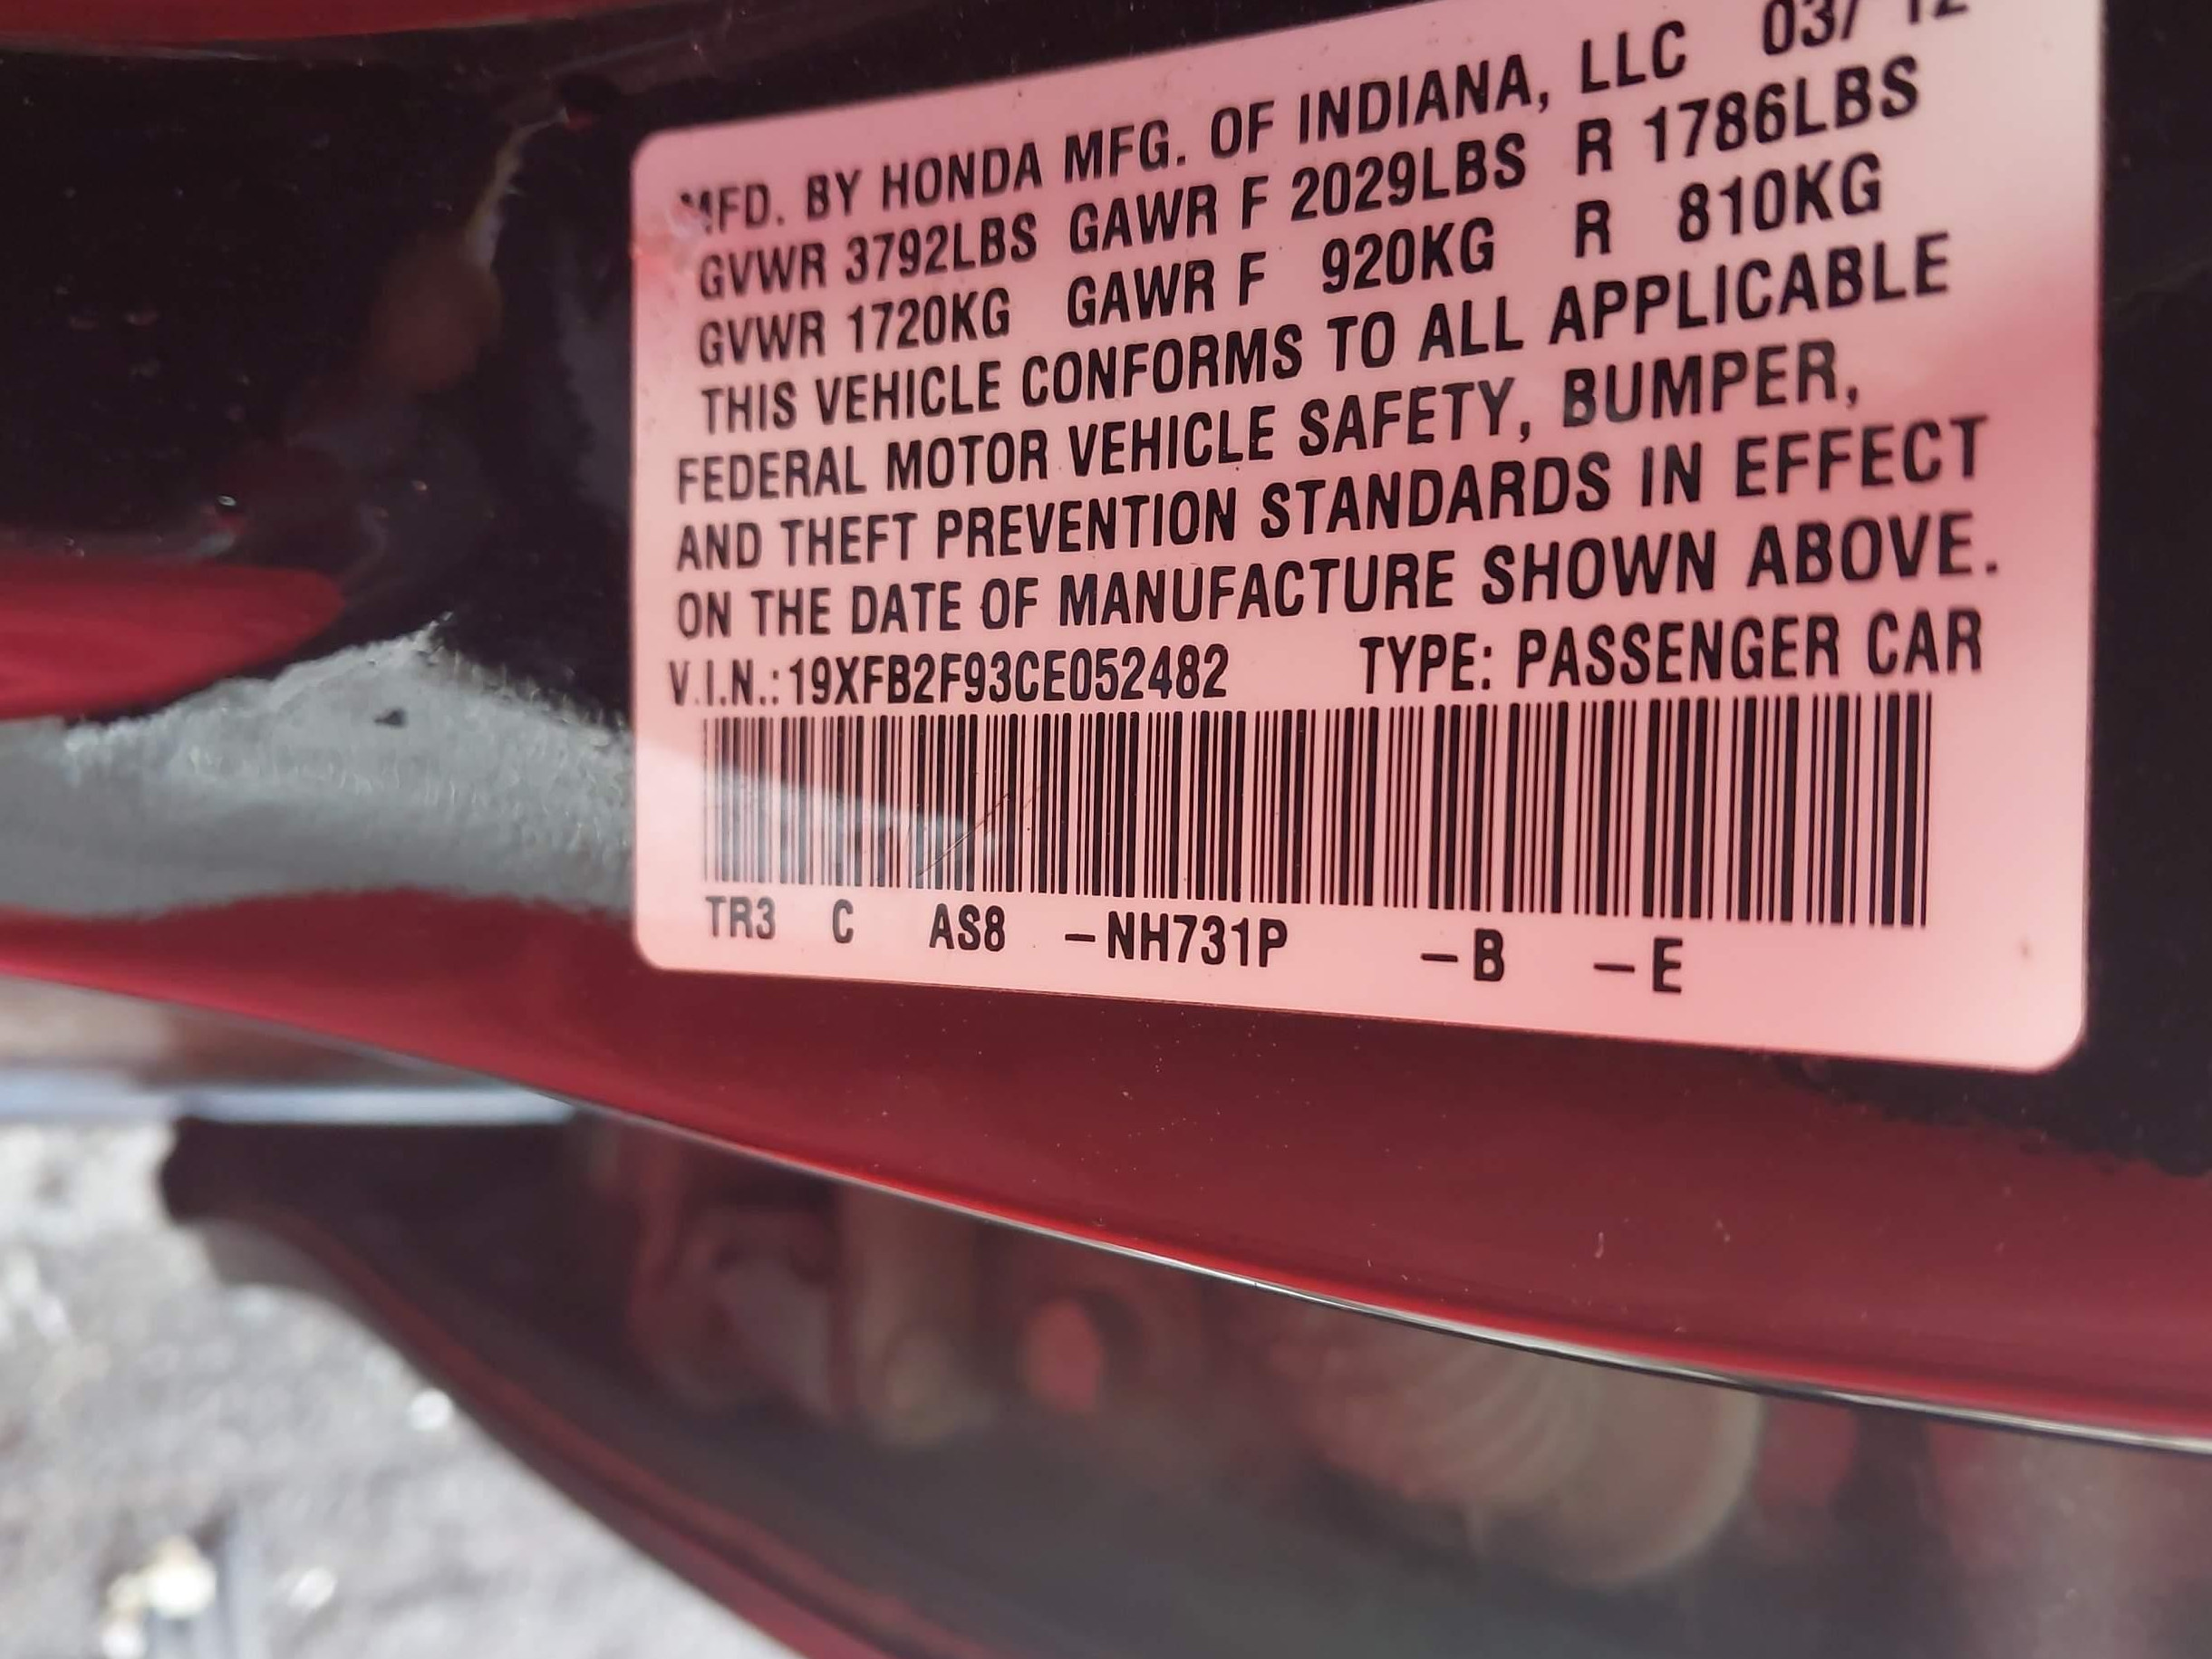 MFD. BY HONDA MFG. OF INDIANA, LLC 03/ 12
GVWR 3792LBS GAWR F 2029LBS R 1786LBS
GVWR 1720KG GAWR F 920KG R 810KG
THIS VEHICLE CONFORMS TO ALL APPLICABLE
FEDERAL MOTOR VEHICLE SAFETY, BUMPER,
AND THEFT PREVENTION STANDARDS IN EFFECT
ON THE DATE OF MANUFACTURE SHOWN ABOVE.
V.I.N.: 19XFB2F93CE052482 TYPE: PASSENGER CAR
TR3 C AS8 –NH731P –B –E